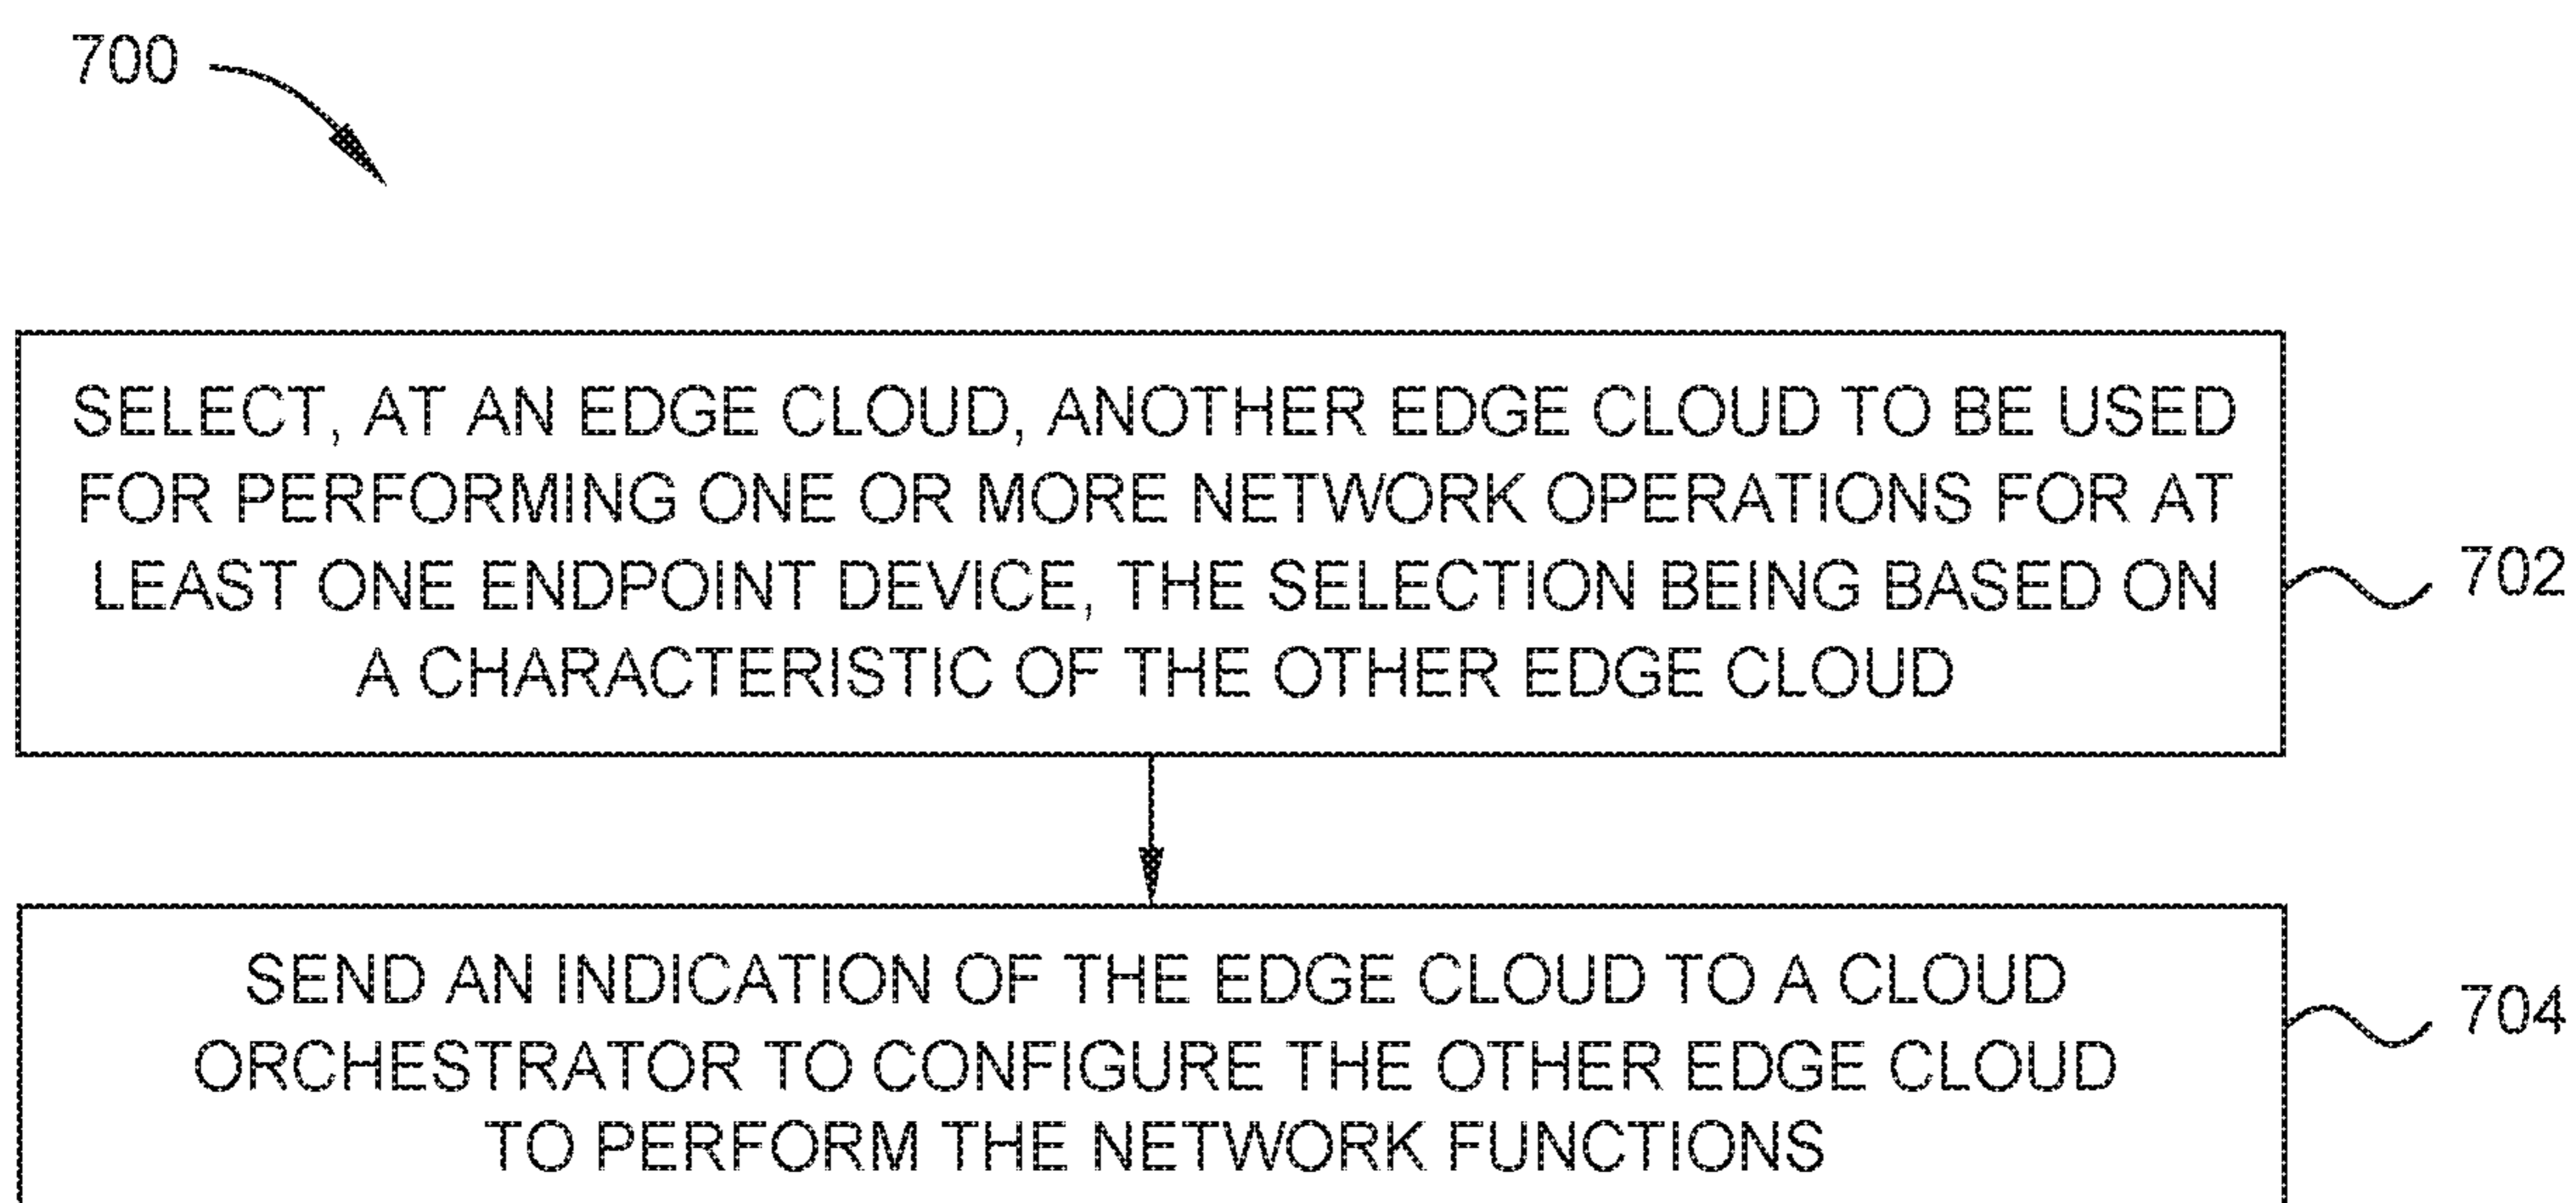 700
SELECT, AT AN EDGE CLOUD, ANOTHER EDGE CLOUD TO BE USED
FOR PERFORMING ONE OR MORE NETWORK OPERATIONS FOR AT
LEAST ONE ENDPOINT DEVICE, THE SELECTION BEING BASED ON
A CHARACTERISTIC OF THE OTHER EDGE CLOUD
702
SEND AN INDICATION OF THE EDGE CLOUD TO A CLOUD
ORCHESTRATOR TO CONFIGURE THE OTHER EDGE CLOUD
TO PERFORM THE NETWORK FUNCTIONS
704